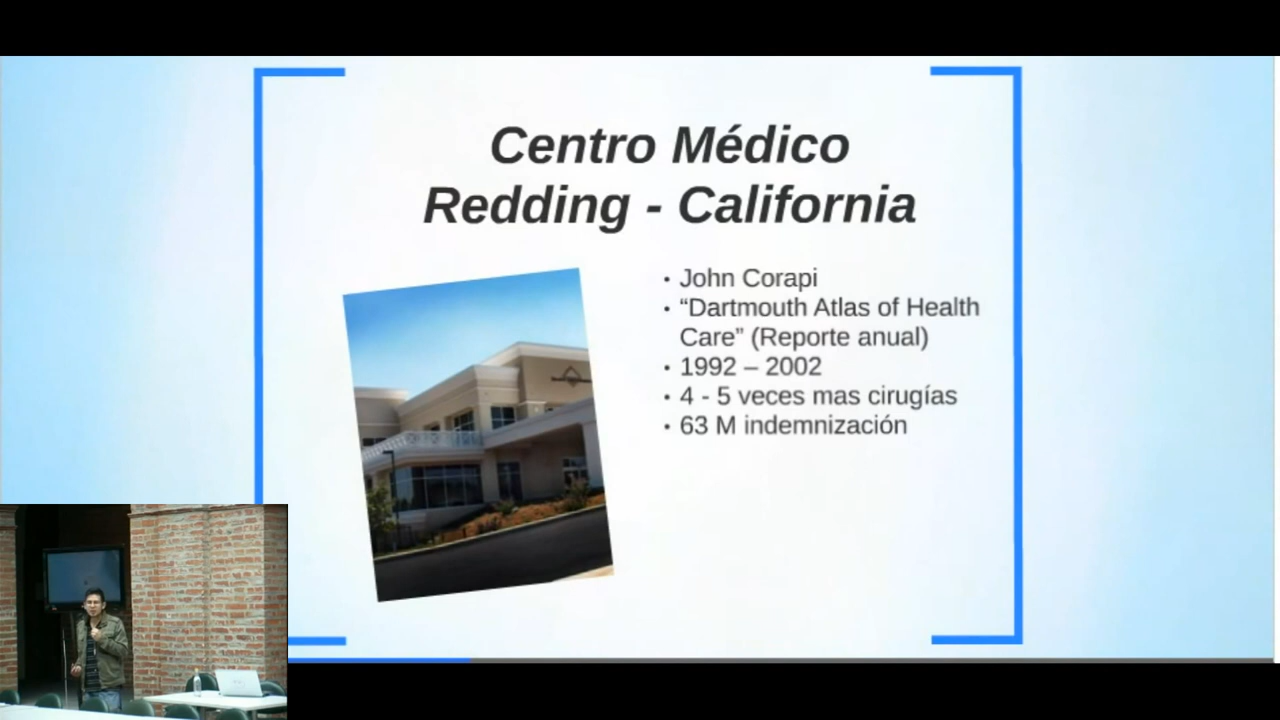 Centro Médico
Redding - California
• John Corapi
• “Dartmouth Atlas of Health
Care” (Reporte anual)
• 1992 – 2002
• 4 - 5 veces mas cirugías
• 63 M indemnización